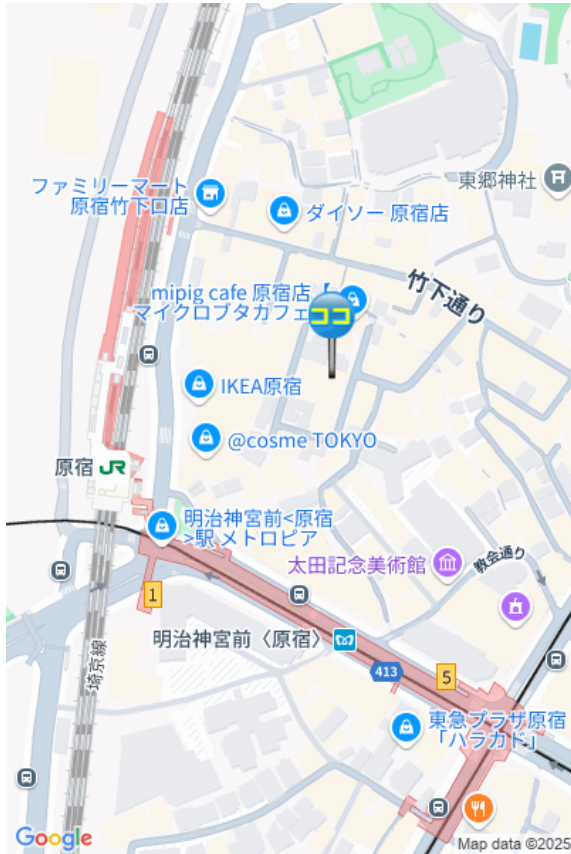 東郷神社
ファミリーマート
原宿竹下口店
ダイソー 原宿店
竹下通り
mipig cafe 原宿店【
マイクロブタカフェ
ココ
IKEA原宿
@cosme TOKYO
原宿 JR
明治神宮前<原宿
>駅 メトロピア
太田記念美術館
教会通り
1
明治神宮前〈原宿〉
埼京線
413
5
東急プラザ原宿
「ハラカド」
Google
Map data ©2025